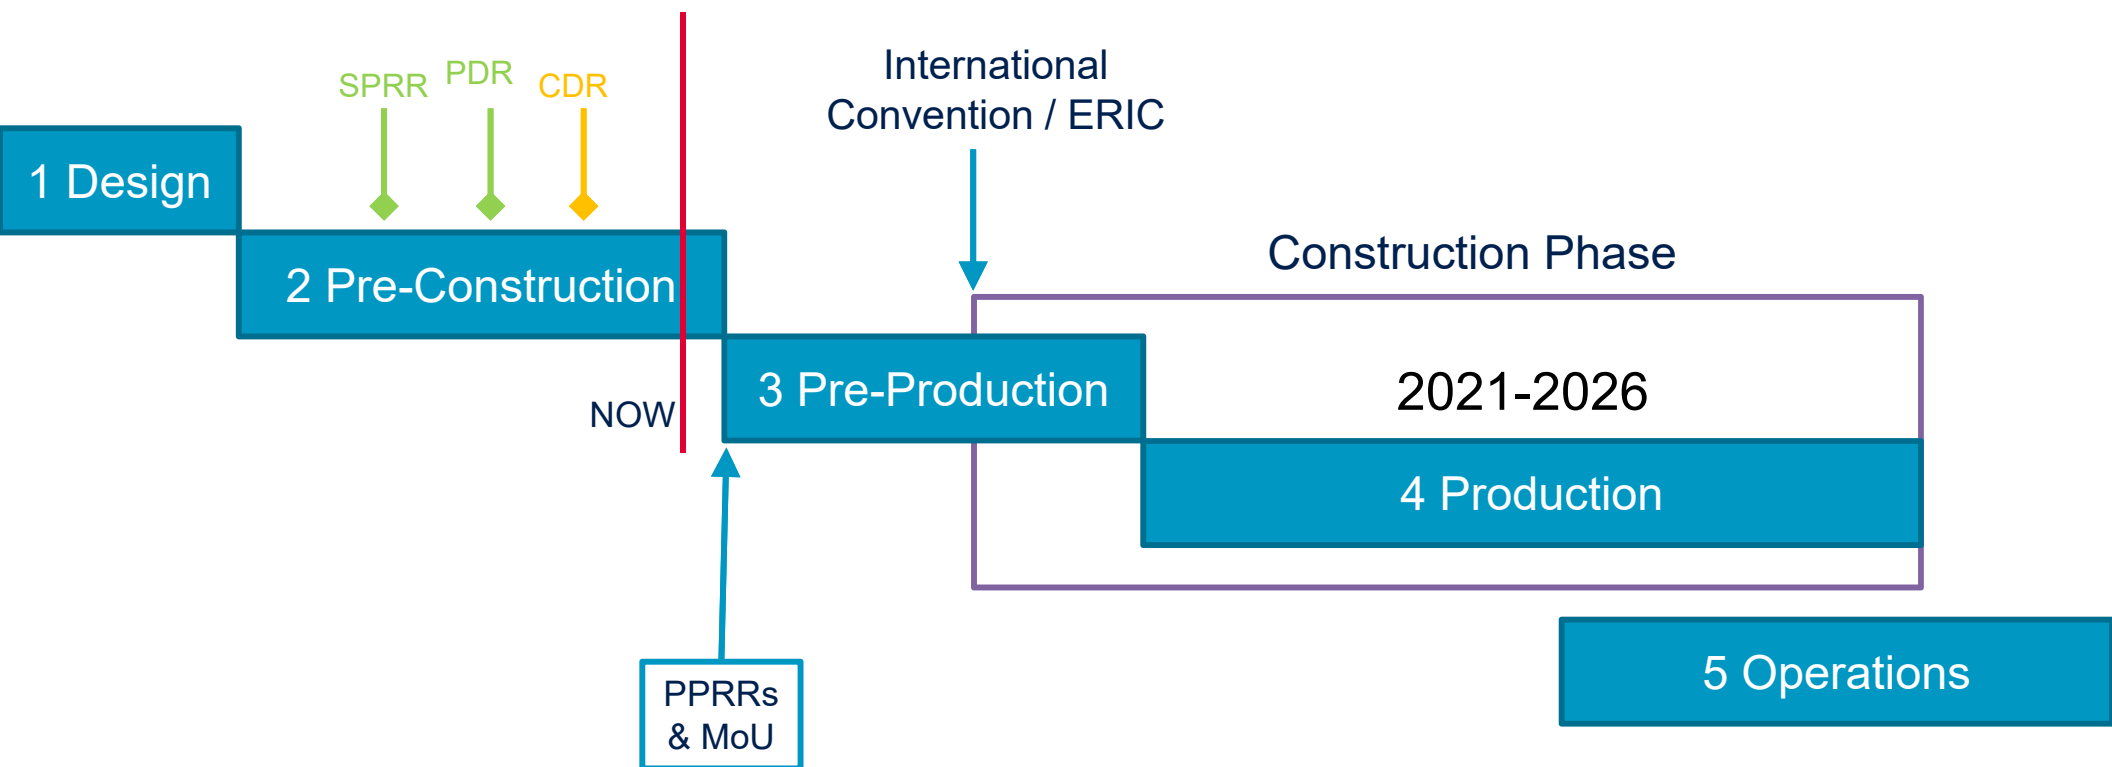 SPRR
PDR
CDR
International
Convention / ERIC
1 Design
Construction Phase
2 Pre-Construction
3 Pre-Production
2021-2026
NOW
4 Production
5 Operations
PPRRs
& MoU